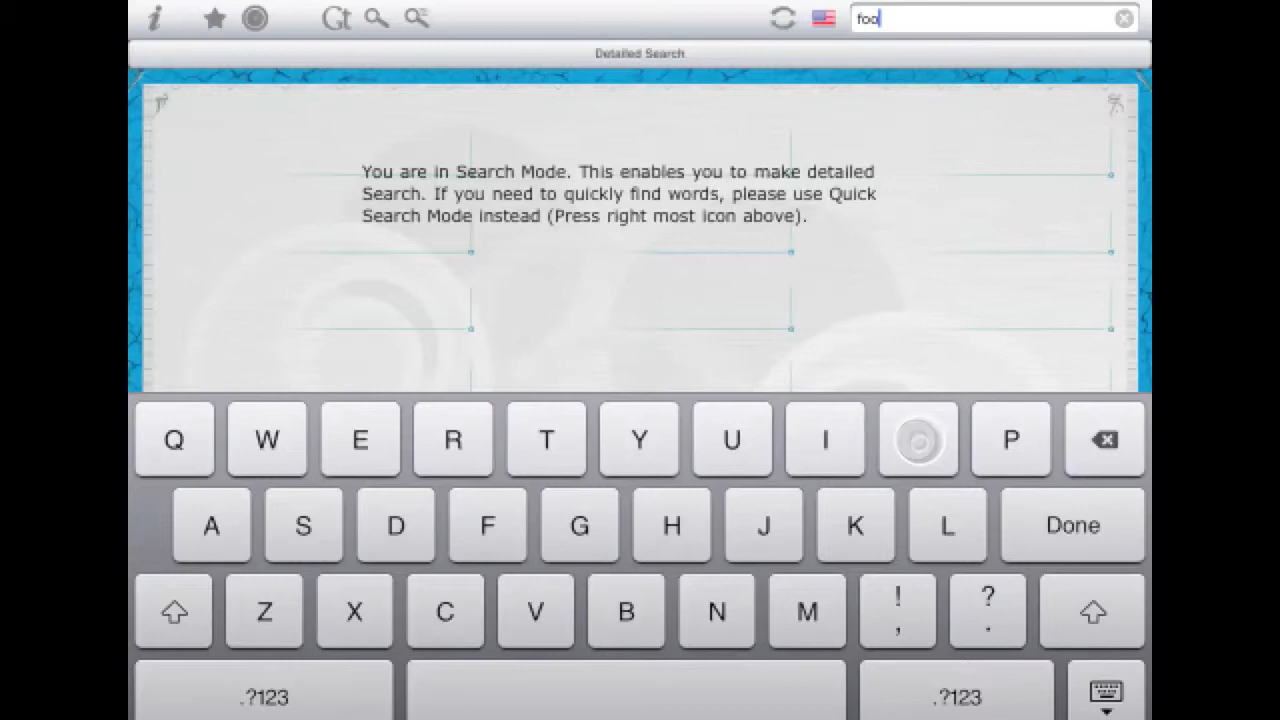 i Gt foo
Detailed Search
You are in Search Mode. This enables you to make detailed
Search. If you need to quickly find words, please use Quick
Search Mode instead (Press right most icon above).
Q W E R T Y U I P
A S D F G H J K L Done
Z X C V B N M ! , ? .
.?123 .?123